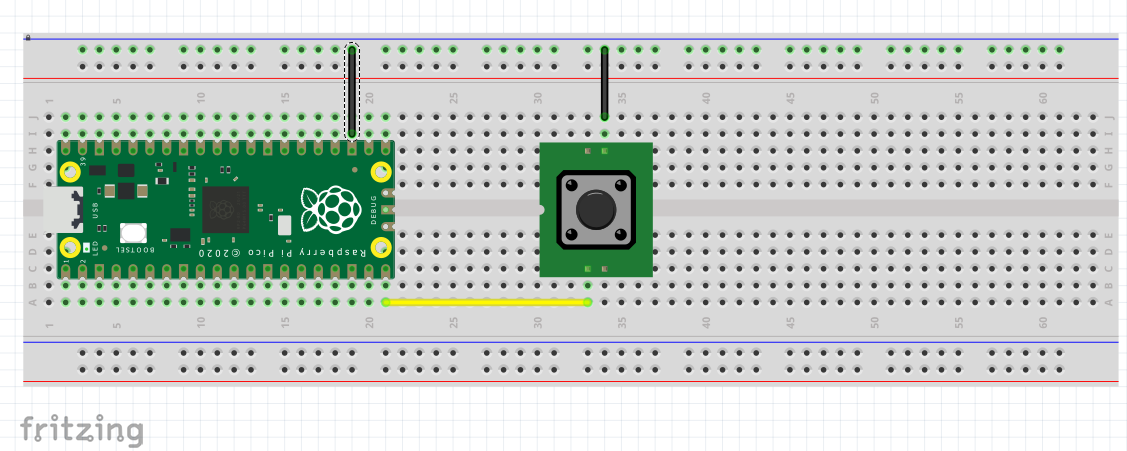 1 5 10 15 20 25 30 35 40 45 50 55 60
J J
I I
H H
G G
F F
39
USB
DEBUG
BOOTSEL
LED
1 2
Raspberry Pi Pico ©2020
E E
D D
C C
B B
A A
1 5 10 15 20 25 30 35 40 45 50 55 60
fritzing